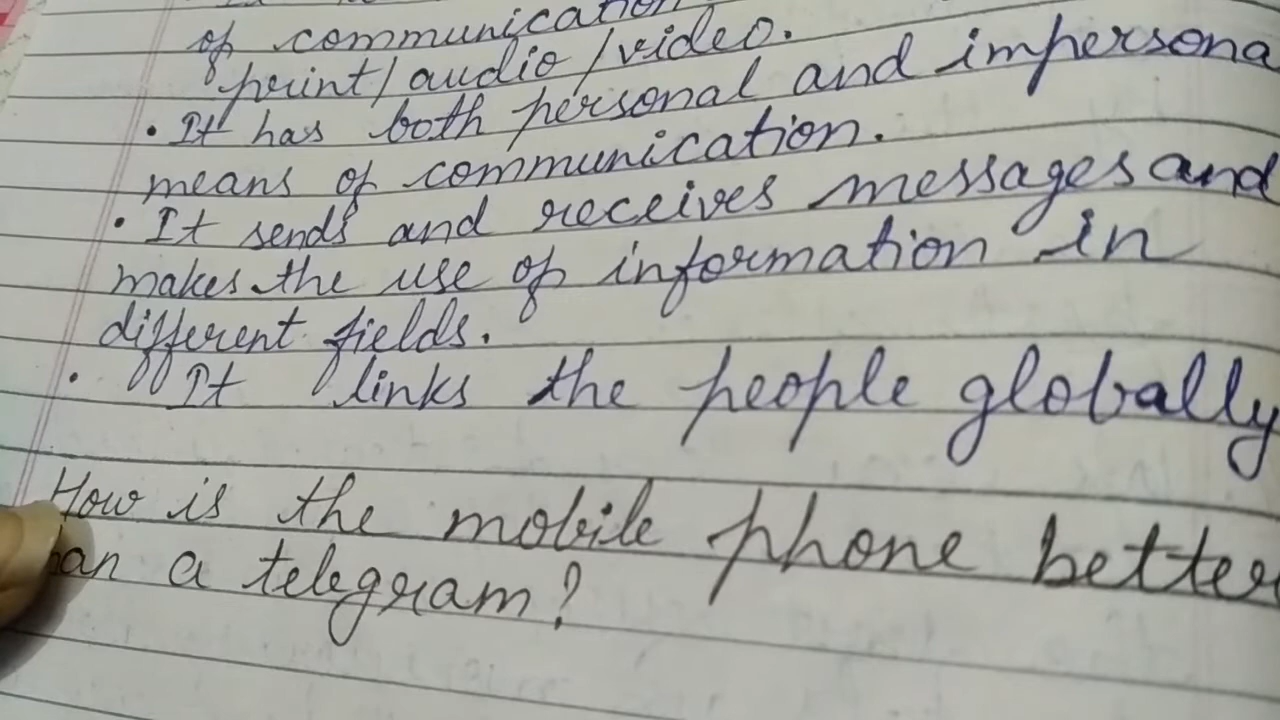 of communication
print/audio/video.
• It has both personal and impersona
means of communication.
• It sends and receives messages and
makes the use of information in
different fields.
• It links the people globally
How is the mobile phone better
han a telegram?